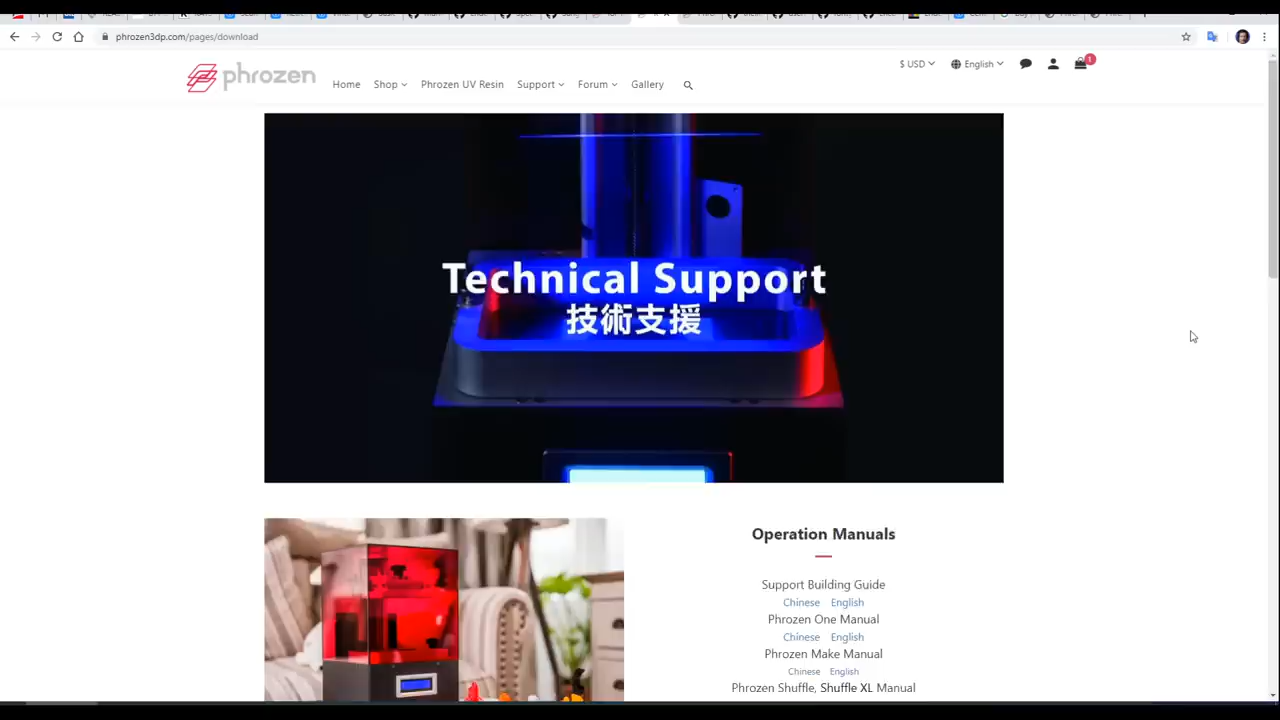 phrozen3dp.com/pages/download
phrozen
$ USD
English
1
Home
Shop
Phrozen UV Resin
Support
Forum
Gallery
Technical Support
技術支援
Operation Manuals
Support Building Guide
Chinese English
Phrozen One Manual
Chinese English
Phrozen Make Manual
Chinese English
Phrozen Shuffle, Shuffle XL Manual